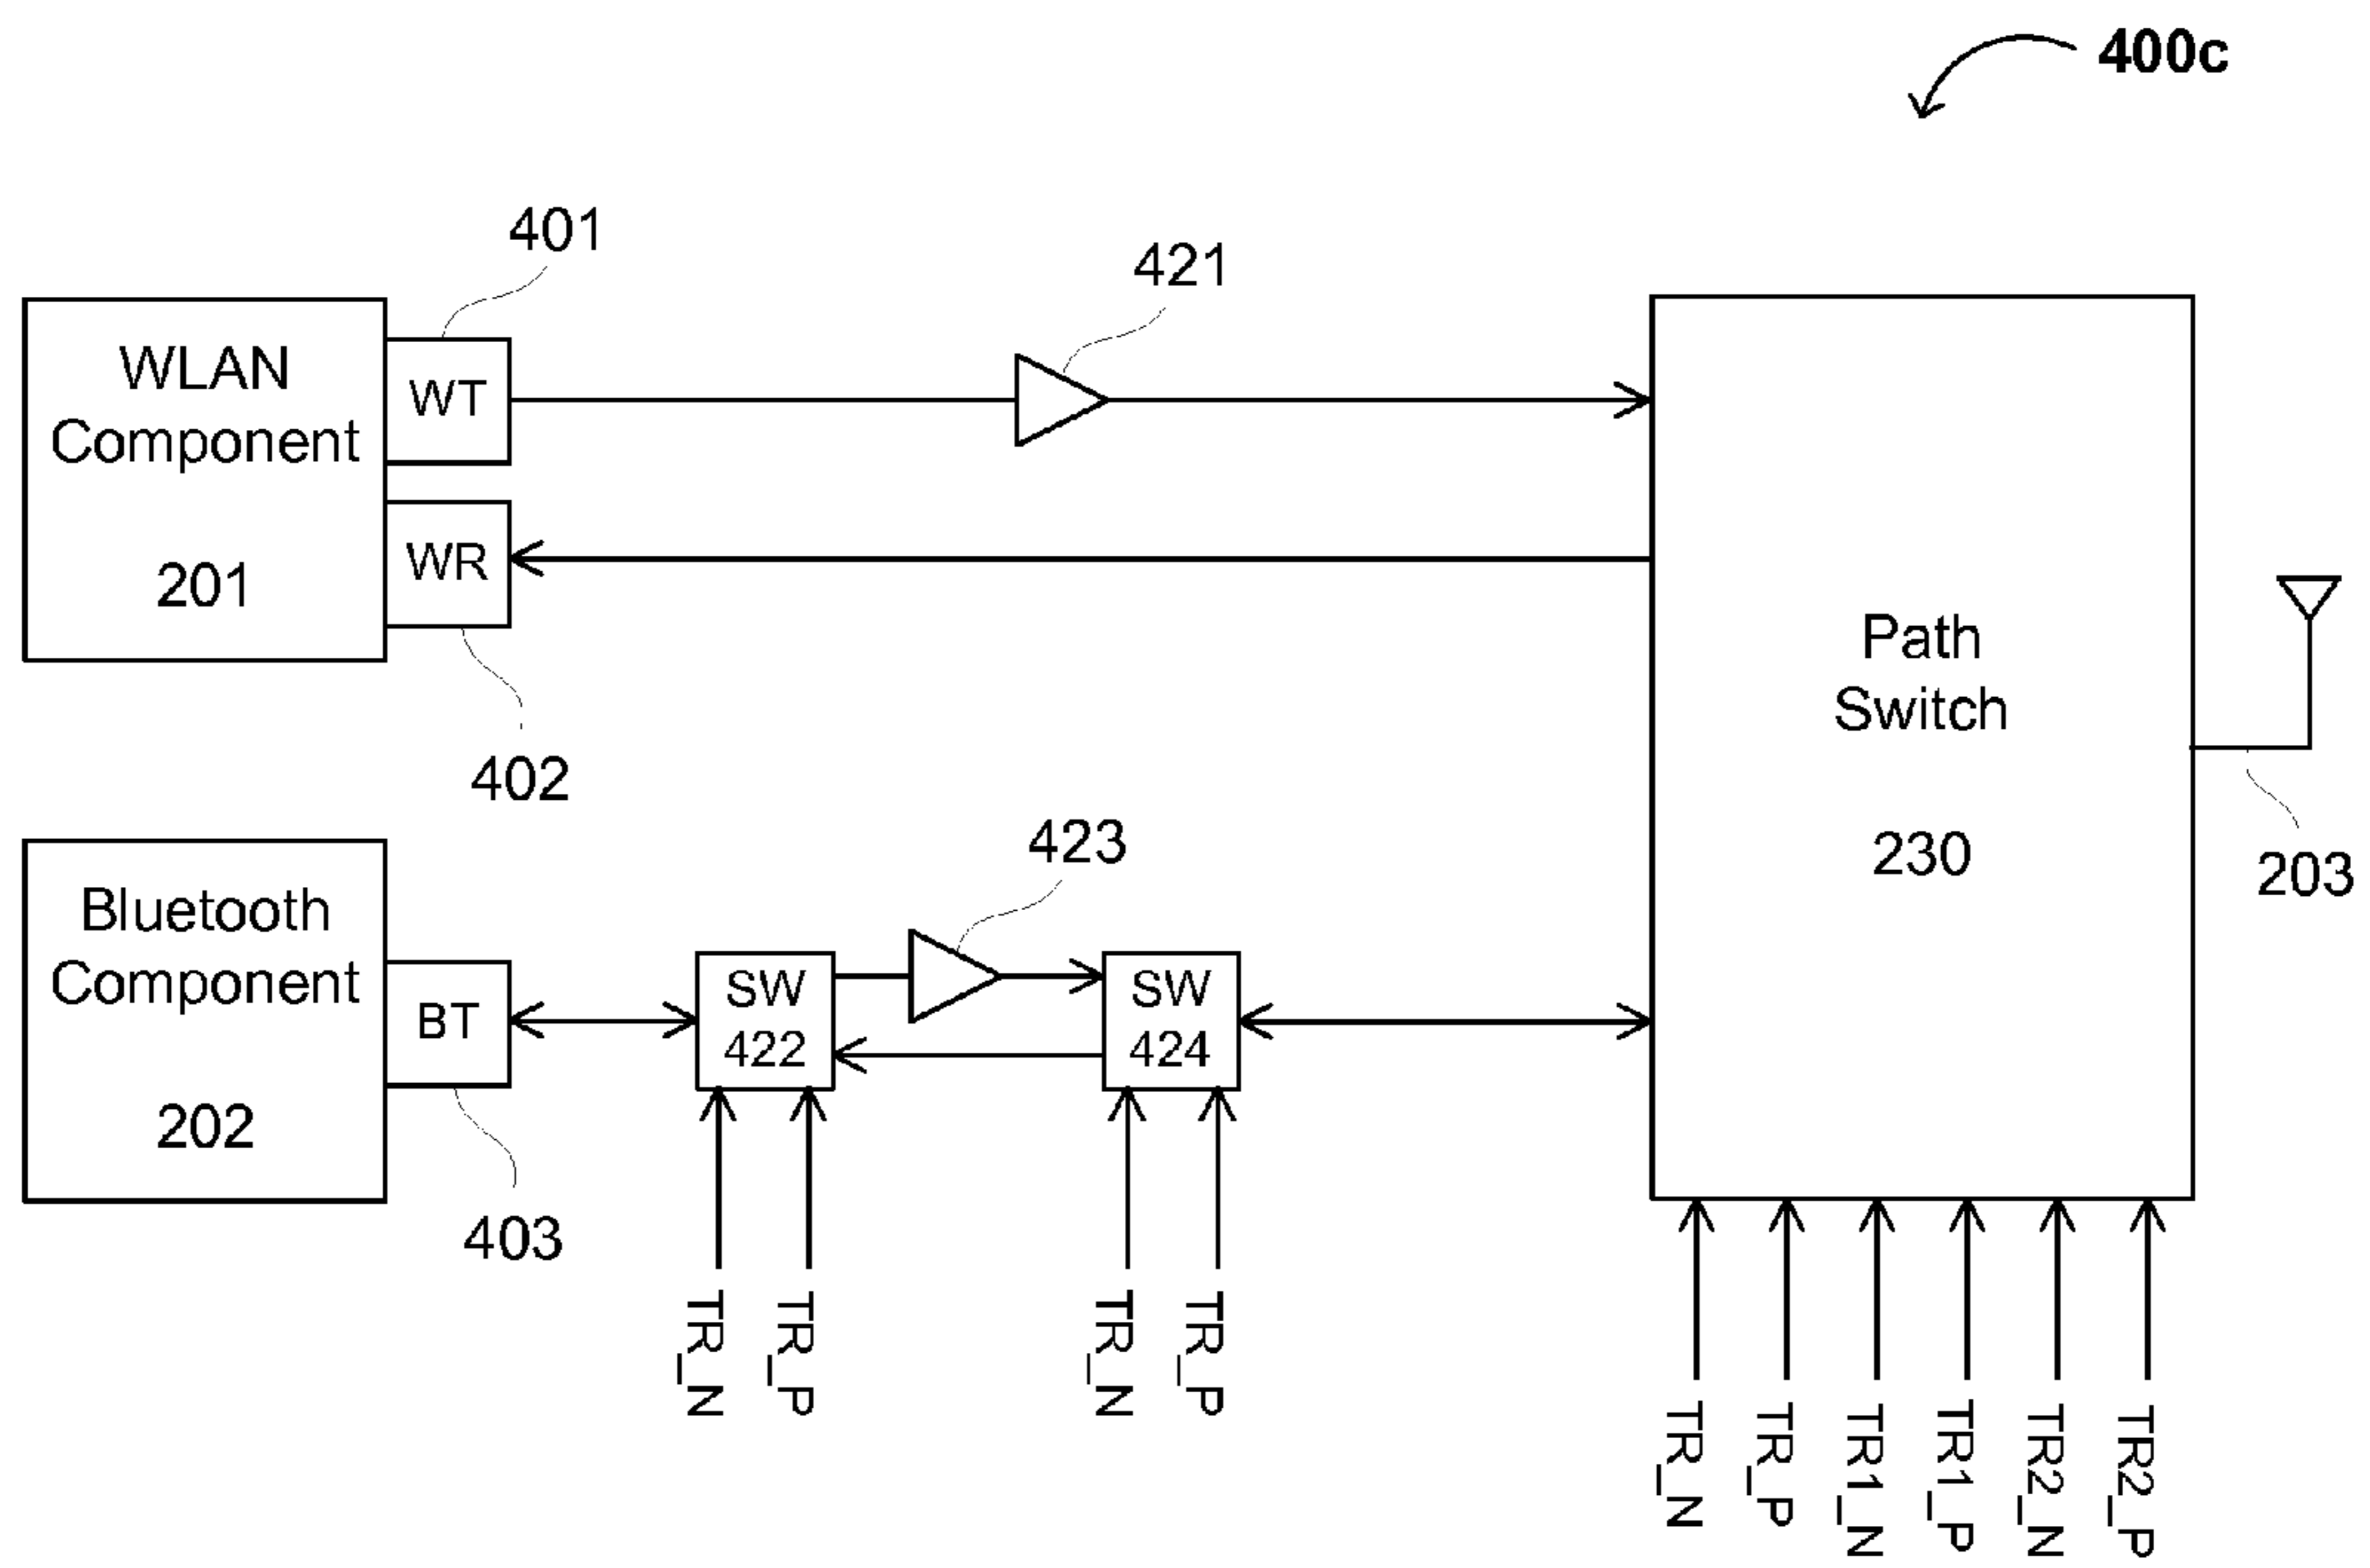 400c
401
421
WLAN
Component
201
WT
WR
402
Path
Switch
230
203
Bluetooth
Component
202
BT
403
423
SW
422
SW
424
TR_N
TR_P
TR_N
TR_P
TR_N
TR_P
TR1_N
TR1_P
TR2_N
TR2_P